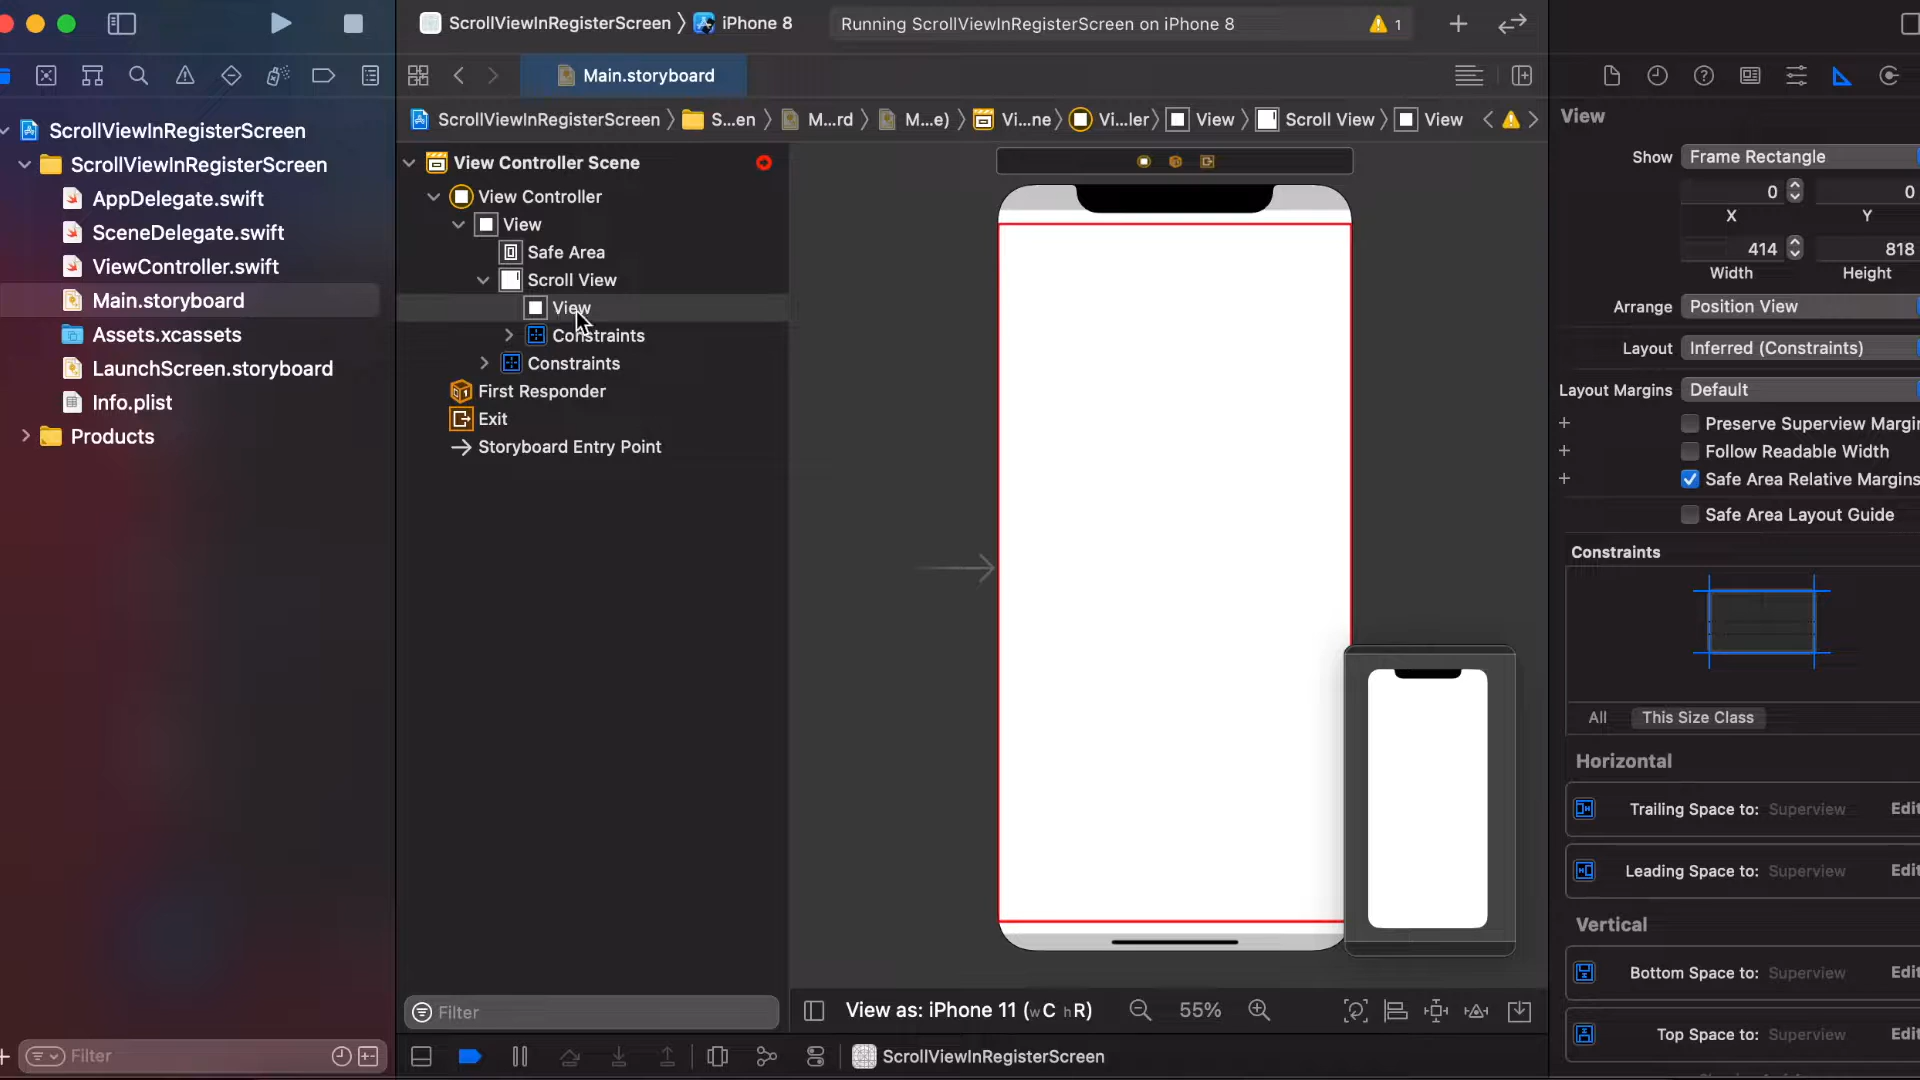 ScrollViewInRegisterScreen 〉 iPhone 8
Running ScrollViewInRegisterScreen on iPhone 8
1
Main.storyboard
ScrollViewInRegisterScreen 〉 S...en 〉 M...rd 〉 M...e) 〉 Vi...ne 〉 Vi...ler 〉 View 〉 Scroll View 〉 View
ScrollViewInRegisterScreen
ScrollViewInRegisterScreen
AppDelegate.swift
SceneDelegate.swift
ViewController.swift
Main.storyboard
Assets.xcassets
LaunchScreen.storyboard
Info.plist
Products
Filter
View Controller Scene
View Controller
View
Safe Area
Scroll View
View
Constraints
Constraints
First Responder
Exit
Storyboard Entry Point
Filter
View as: iPhone 11 (wC hR)
55%
ScrollViewInRegisterScreen
View
Show Frame Rectangle
0 0
X Y
414 818
Width Height
Arrange Position View
Layout Inferred (Constraints)
Layout Margins Default
Preserve Superview Margin
Follow Readable Width
Safe Area Relative Margins
Safe Area Layout Guide
Constraints
All This Size Class
Horizontal
Trailing Space to: Superview Edit
Leading Space to: Superview Edit
Vertical
Bottom Space to: Superview Edit
Top Space to: Superview Edit